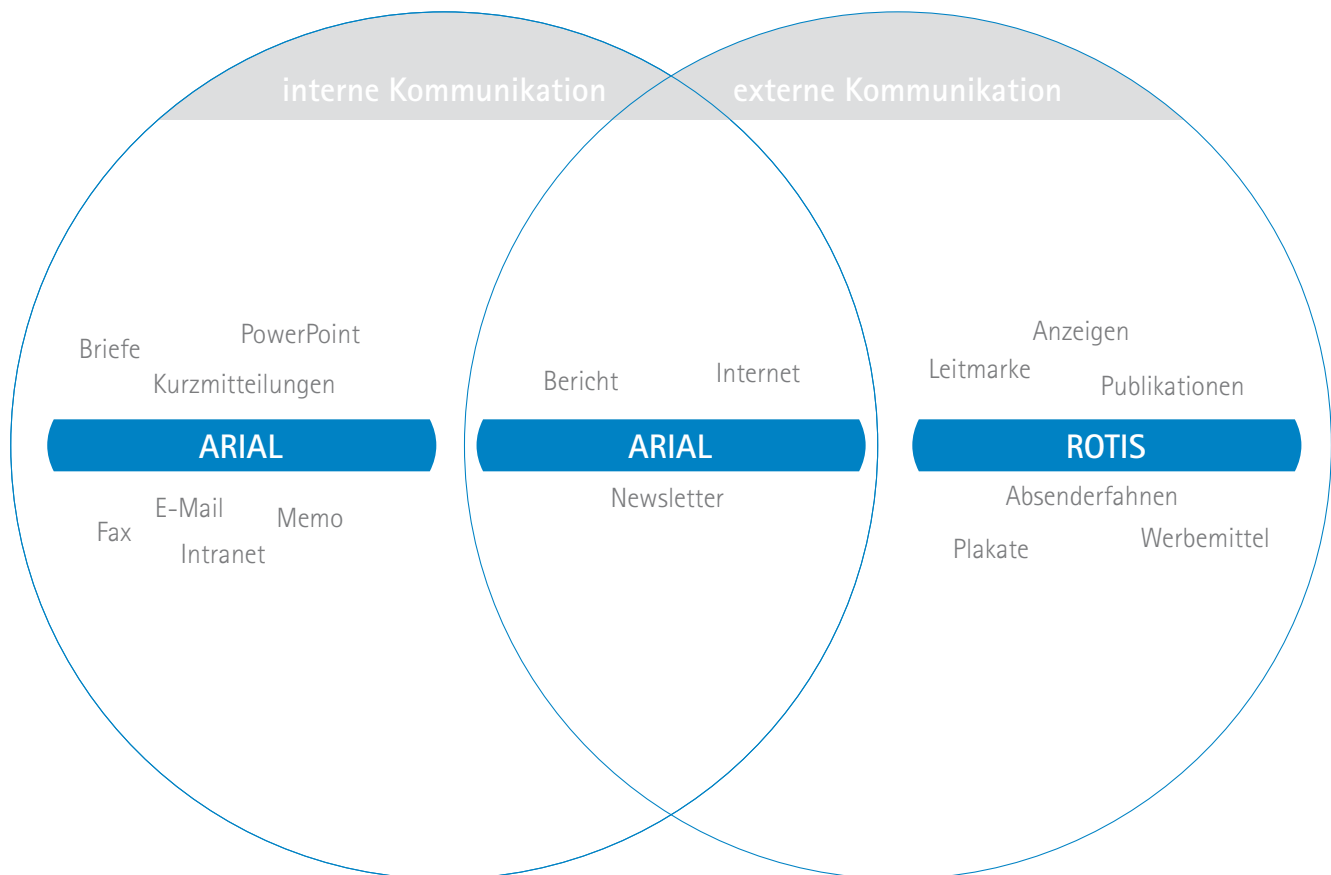 interne Kommunikation
externe Kommunikation
Briefe
PowerPoint
Kurzmitteilungen
ARIAL
E-Mail
Fax
Memo
Intranet
Bericht
Internet
ARIAL
Newsletter
Anzeigen
Leitmarke
Publikationen
ROTIS
Absenderfahnen
Plakate
Werbemittel